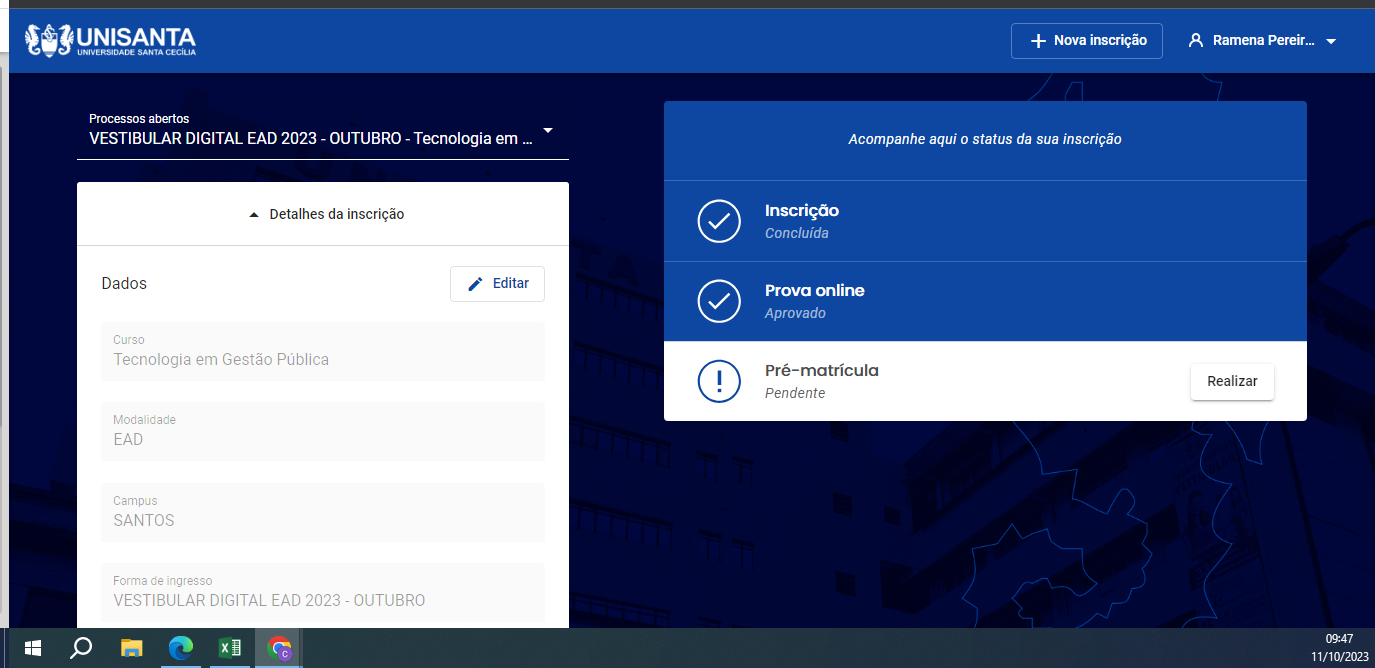 UNISANTA
UNIVERSIDADE SANTA CECÍLIA
Nova inscrição
Ramena Pereir...
Processos abertos
VESTIBULAR DIGITAL EAD 2023 - OUTUBRO - Tecnologia em ...
Detalhes da inscrição
Dados
Editar
Curso
Tecnologia em Gestão Pública
Modalidade
EAD
Campus
SANTOS
Forma de ingresso
VESTIBULAR DIGITAL EAD 2023 - OUTUBRO
Acompanhe aqui o status da sua inscrição
Inscrição
Concluída
Prova online
Aprovado
Pré-matrícula
Pendente
Realizar
09:47
11/10/2023